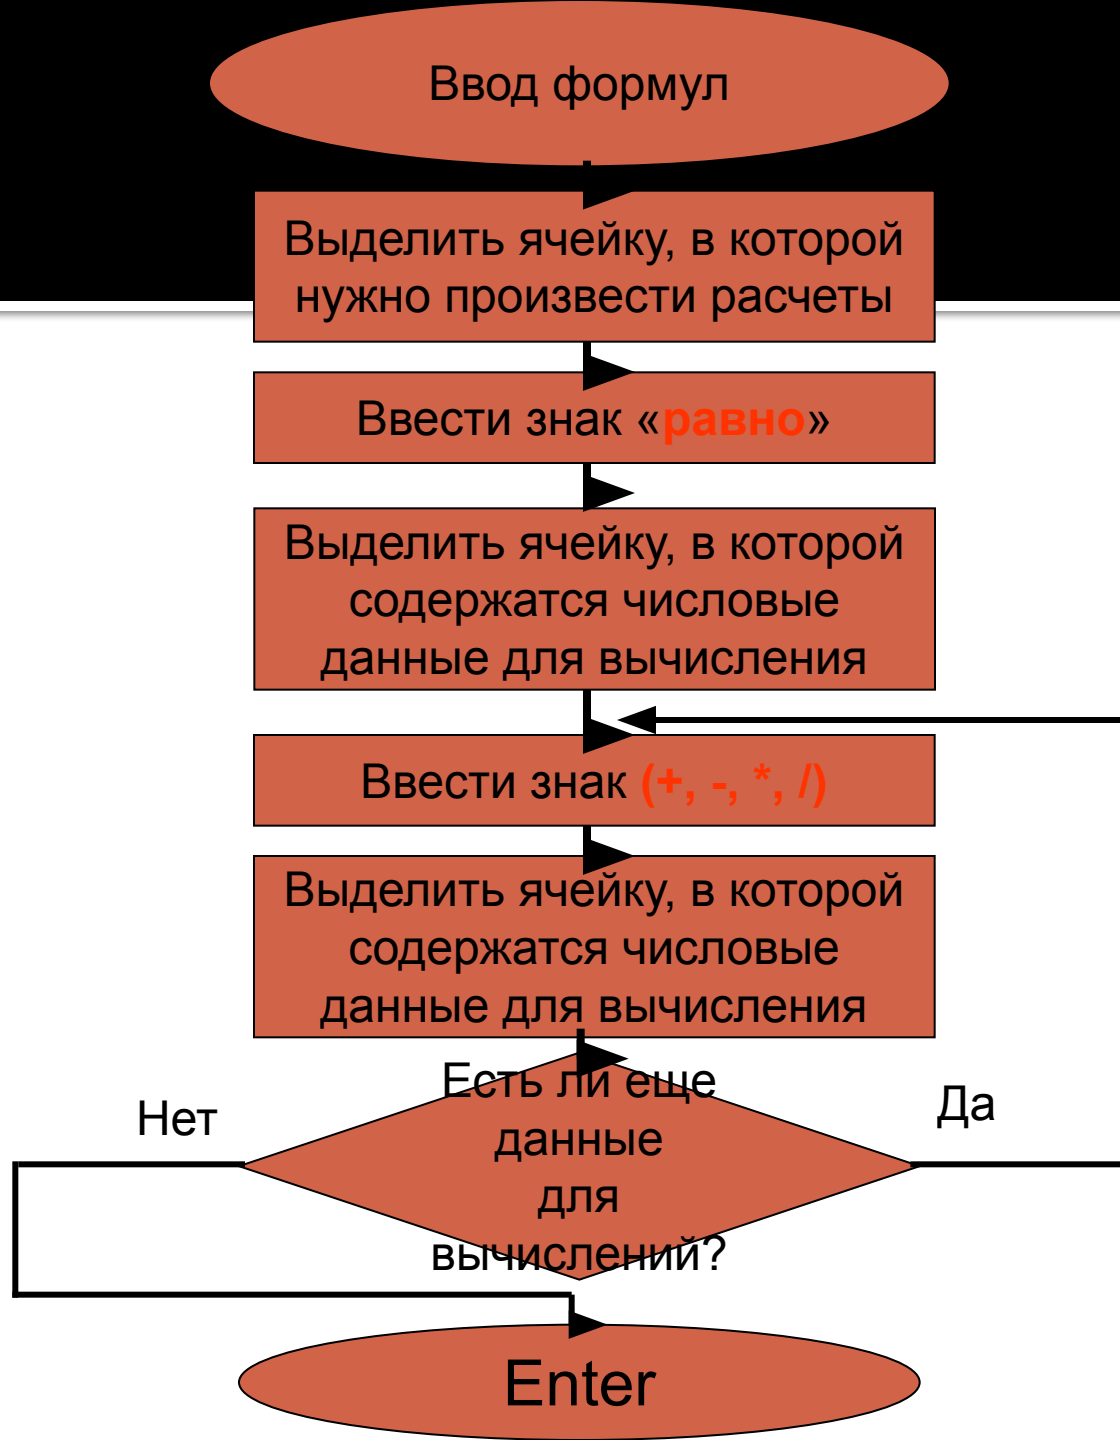 Ввод формул
Выделить ячейку, в которой
нужно произвести расчеты
Ввести знак «равно»
Выделить ячейку, в которой
содержатся числовые
данные для вычисления
Ввести знак (+, -, *, /)
Выделить ячейку, в которой
содержатся числовые
данные для вычисления
Есть ли еще
данные
для
вычислений?
Нет
Да
Enter